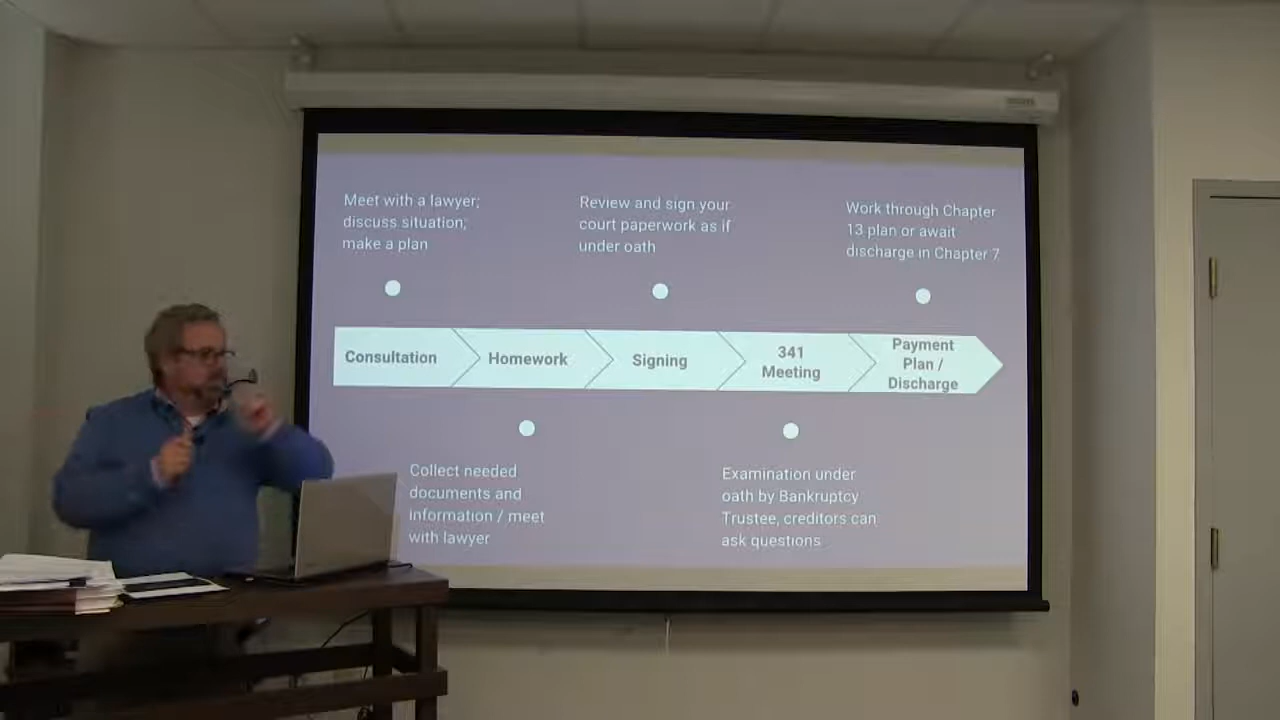 Meet with a lawyer;
discuss situation;
make a plan
Review and sign your
court paperwork as if
under oath
Work through Chapter
13 plan or await
discharge in Chapter 7
Consultation
Homework
Signing
341
Meeting
Payment
Plan /
Discharge
Collect needed
documents and
information / meet
with lawyer
Examination under
oath by Bankruptcy
Trustee, creditors can
ask questions